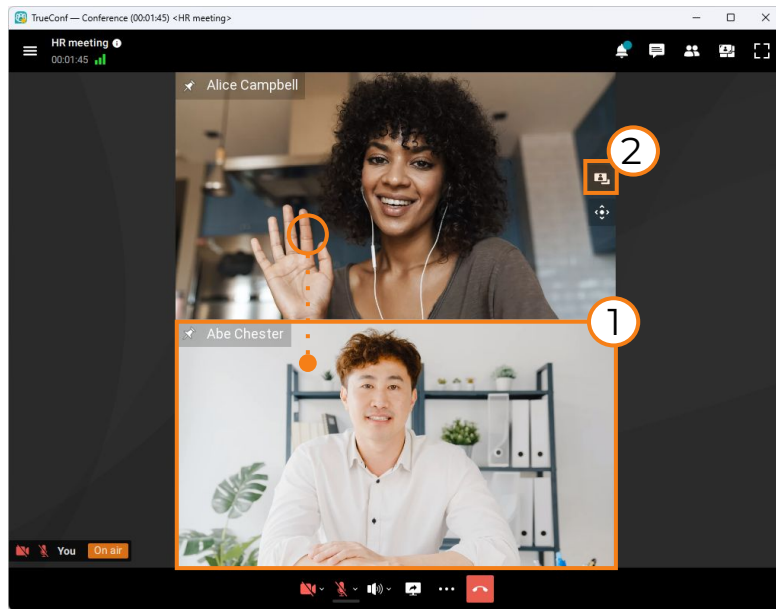 TrueConf — Conference (00:01:45) <HR meeting>
HR meeting
00:01:45
Alice Campbell
2
1
Abe Chester
You On air